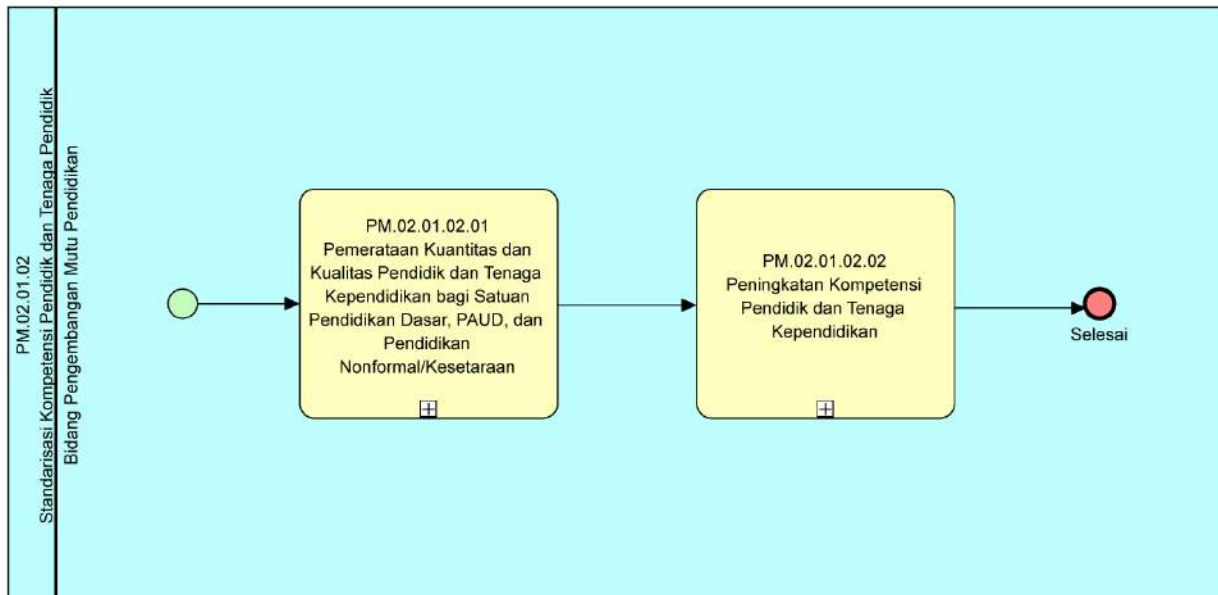 PM.02.01.02
Standarisasi Kompetensi Pendidik dan Tenaga Pendidik
Bidang Pengembangan Mutu Pendidikan
PM.02.01.02.01
Pemerataan Kuantitas dan
Kualitas Pendidik dan Tenaga
Kependidikan bagi Satuan
Pendidikan Dasar, PAUD, dan
Pendidikan
Nonformal/Kesetaraan
PM.02.01.02.02
Peningkatan Kompetensi
Pendidik dan Tenaga
Kependidikan
Selesai